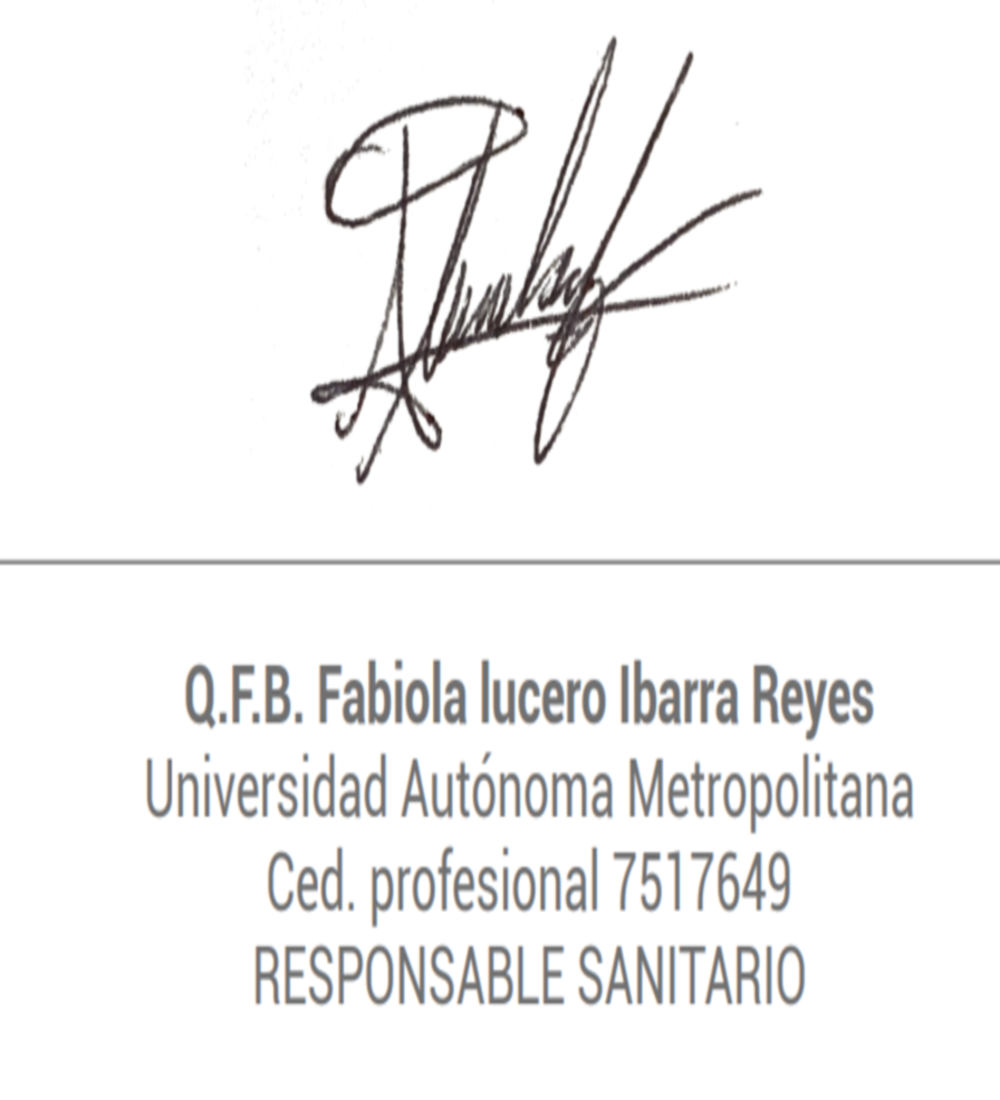 Q.F.B. Fabiola lucero Ibarra Reyes
Universidad Autónoma Metropolitana
Ced. profesional 7517649
RESPONSABLE SANITARIO